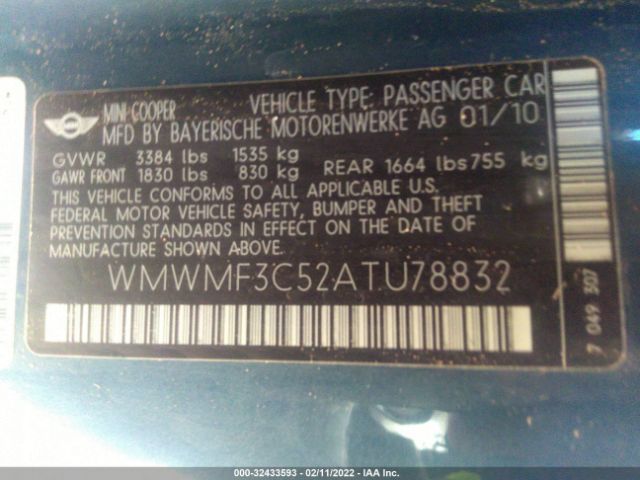 MINI COOPER VEHICLE TYPE: PASSENGER CAR
MFD BY BAYERISCHE MOTORENWERKE AG 01/10
GVWR 3384 lbs 1535 kg
GAWR FRONT 1830 lbs 830 kg REAR 1664 lbs 755 kg
THIS VEHICLE CONFORMS TO ALL APPLICABLE U.S.
FEDERAL MOTOR VEHICLE SAFETY, BUMPER AND THEFT
PREVENTION STANDARDS IN EFFECT ON THE DATE OF
MANUFACTURE SHOWN ABOVE.
WMWMF3C52ATU78832
7 049 307
000-32433593 - 02/11/2022 - IAA Inc.